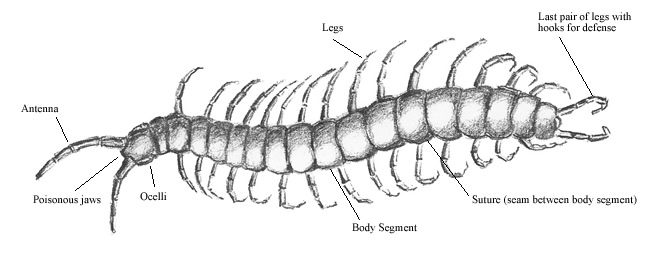 Last pair of legs with
hooks for defense
Legs
Antenna
Poisonous jaws
Ocelli
Suture (seam between body segment)
Body Segment